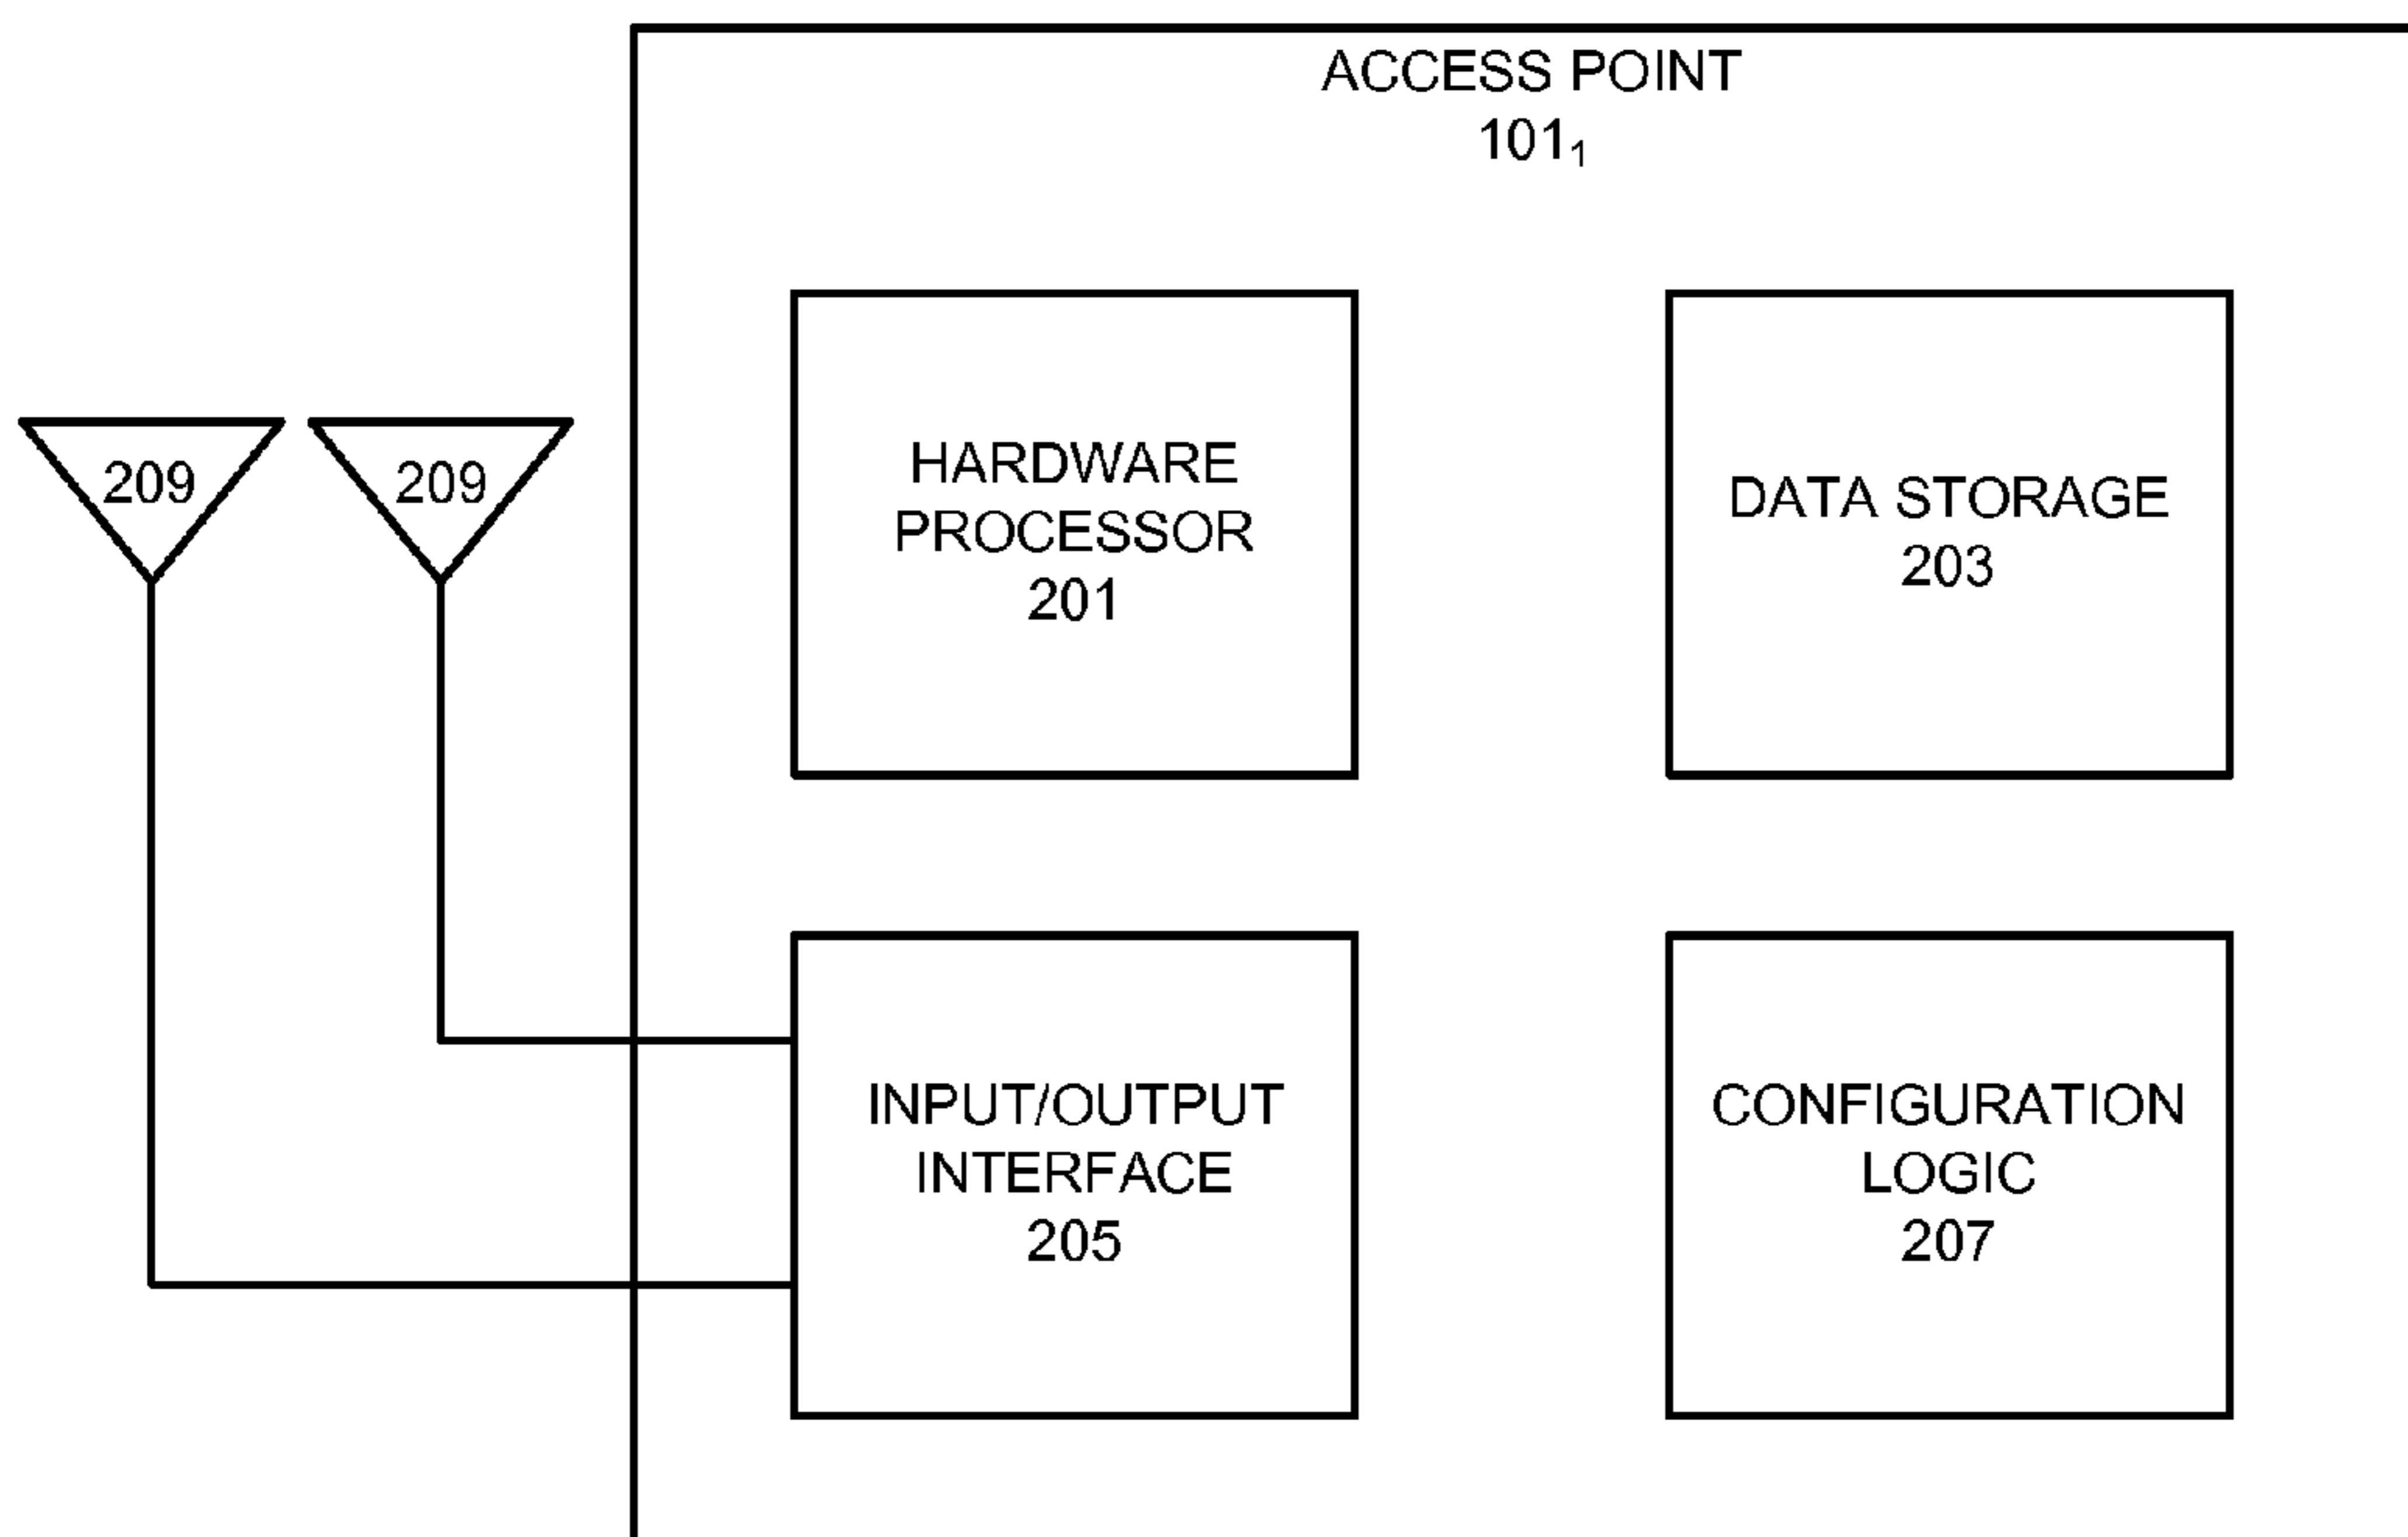 ACCESS POINT
101₁
HARDWARE
PROCESSOR
201
DATA STORAGE
203
209
209
INPUT/OUTPUT
INTERFACE
205
CONFIGURATION
LOGIC
207